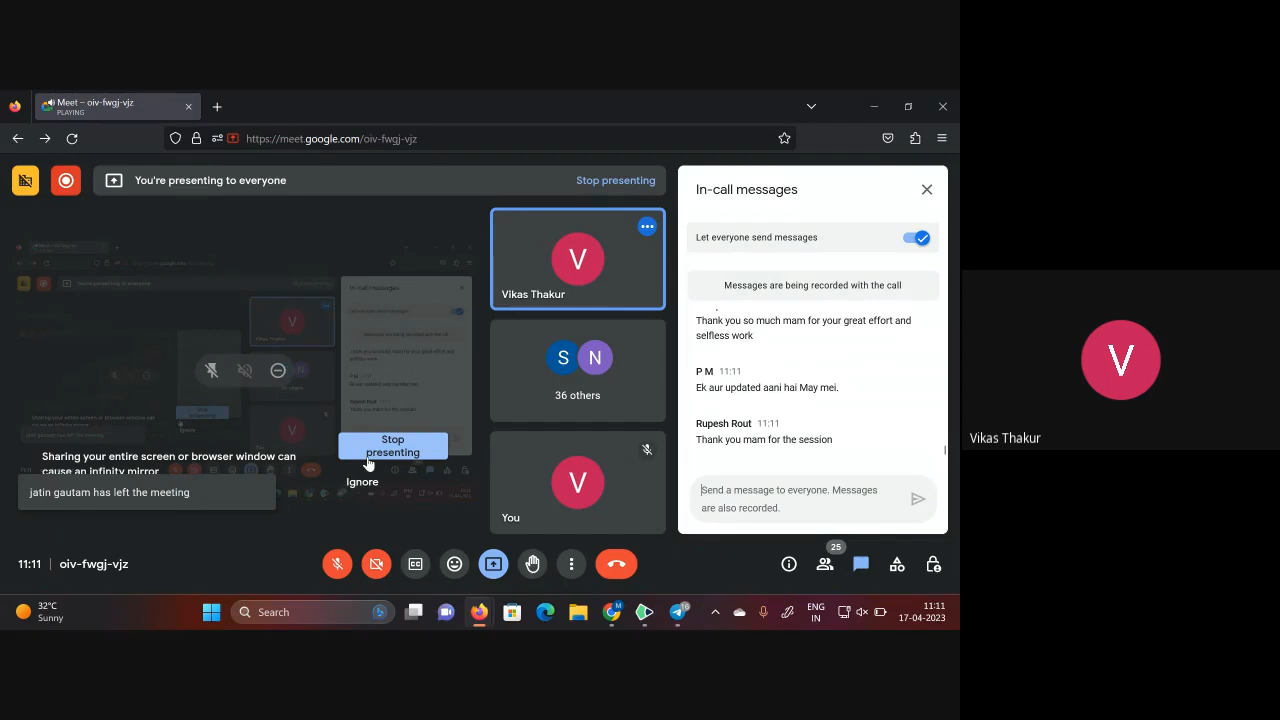 Meet – oiv-fwgj-vjz
PLAYING
https://meet.google.com/oiv-fwgj-vjz
You're presenting to everyone
Stop presenting
V
Vikas Thakur
S N
36 others
V
You
Sharing your entire screen or browser window can
cause an infinity mirror.
Stop
presenting
Ignore
jatin gautam has left the meeting
In-call messages
Let everyone send messages
Messages are being recorded with the call
Thank you so much mam for your great effort and
selfless work
P M 11:11
Ek aur updated aani hai May mei.
Rupesh Rout 11:11
Thank you mam for the session
Send a message to everyone. Messages
are also recorded.
11:11 | oiv-fwgj-vjz
25
32°C
Sunny
Search
M
16
ENG
IN
11:11
17-04-2023
V
Vikas Thakur